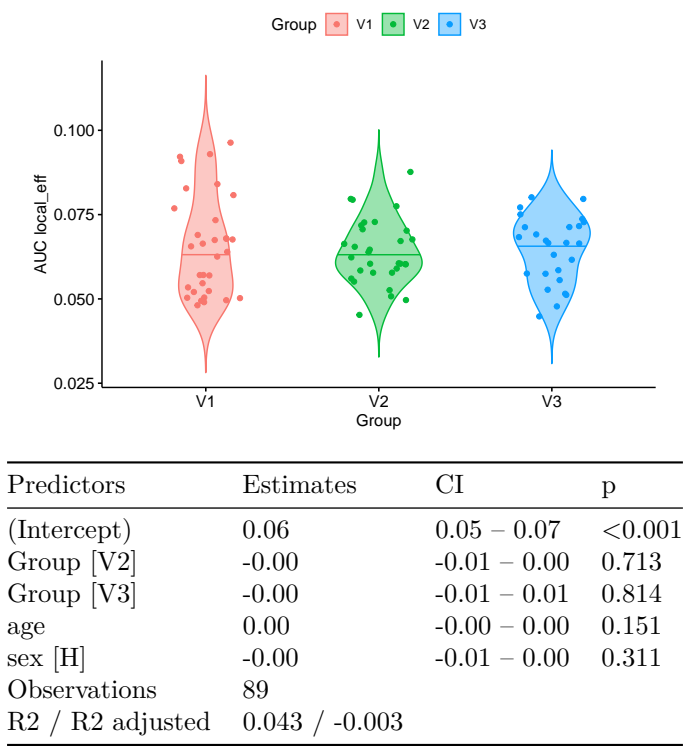 Group V1 V2 V3
AUC local_eff
0.100
0.075
0.050
0.025
V1 V2 V3
Group
Predictors Estimates CI p
(Intercept) 0.06 0.05 – 0.07 <0.001
Group [V2] -0.00 -0.01 – 0.00 0.713
Group [V3] -0.00 -0.01 – 0.01 0.814
age 0.00 -0.00 – 0.00 0.151
sex [H] -0.00 -0.01 – 0.00 0.311
Observations 89
R2 / R2 adjusted 0.043 / -0.003